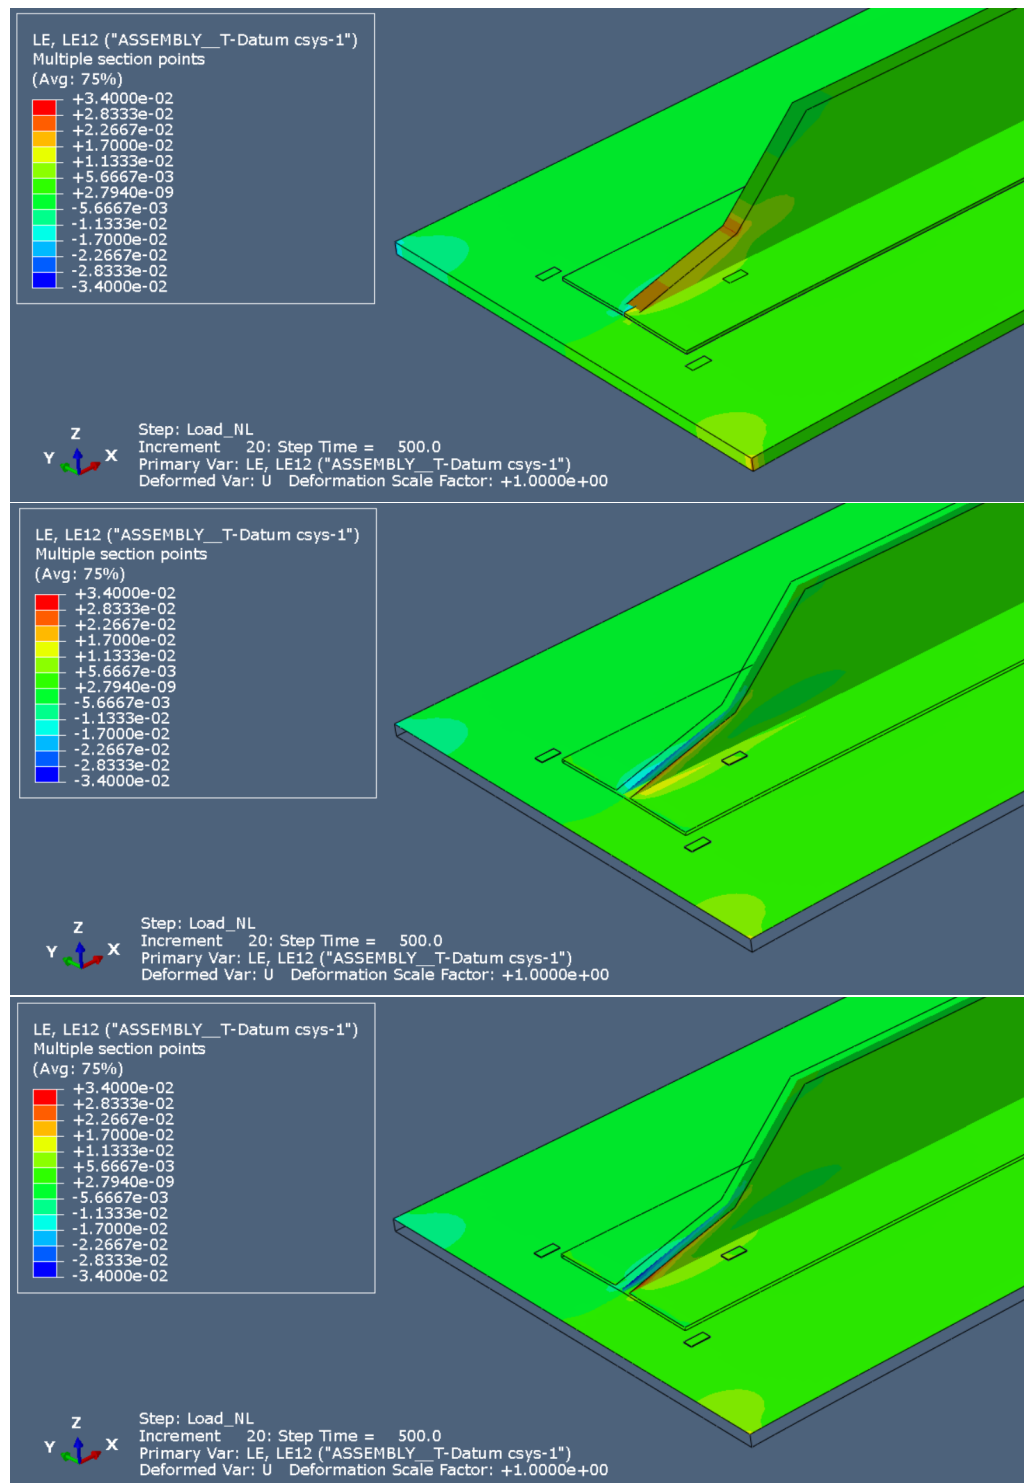 LE, LE12 ("ASSEMBLY__T-Datum csys-1")
Multiple section points
(Avg: 75%)
+3.4000e-02
+2.8333e-02
+2.2667e-02
+1.7000e-02
+1.1333e-02
+5.6667e-03
+2.7940e-09
-5.6667e-03
-1.1333e-02
-1.7000e-02
-2.2667e-02
-2.8333e-02
-3.4000e-02
Z
Y X
Step: Load_NL
Increment 20: Step Time = 500.0
Primary Var: LE, LE12 ("ASSEMBLY__T-Datum csys-1")
Deformed Var: U Deformation Scale Factor: +1.0000e+00
LE, LE12 ("ASSEMBLY__T-Datum csys-1")
Multiple section points
(Avg: 75%)
+3.4000e-02
+2.8333e-02
+2.2667e-02
+1.7000e-02
+1.1333e-02
+5.6667e-03
+2.7940e-09
-5.6667e-03
-1.1333e-02
-1.7000e-02
-2.2667e-02
-2.8333e-02
-3.4000e-02
Z
Y X
Step: Load_NL
Increment 20: Step Time = 500.0
Primary Var: LE, LE12 ("ASSEMBLY__T-Datum csys-1")
Deformed Var: U Deformation Scale Factor: +1.0000e+00
LE, LE12 ("ASSEMBLY__T-Datum csys-1")
Multiple section points
(Avg: 75%)
+3.4000e-02
+2.8333e-02
+2.2667e-02
+1.7000e-02
+1.1333e-02
+5.6667e-03
+2.7940e-09
-5.6667e-03
-1.1333e-02
-1.7000e-02
-2.2667e-02
-2.8333e-02
-3.4000e-02
Z
Y X
Step: Load_NL
Increment 20: Step Time = 500.0
Primary Var: LE, LE12 ("ASSEMBLY__T-Datum csys-1")
Deformed Var: U Deformation Scale Factor: +1.0000e+00